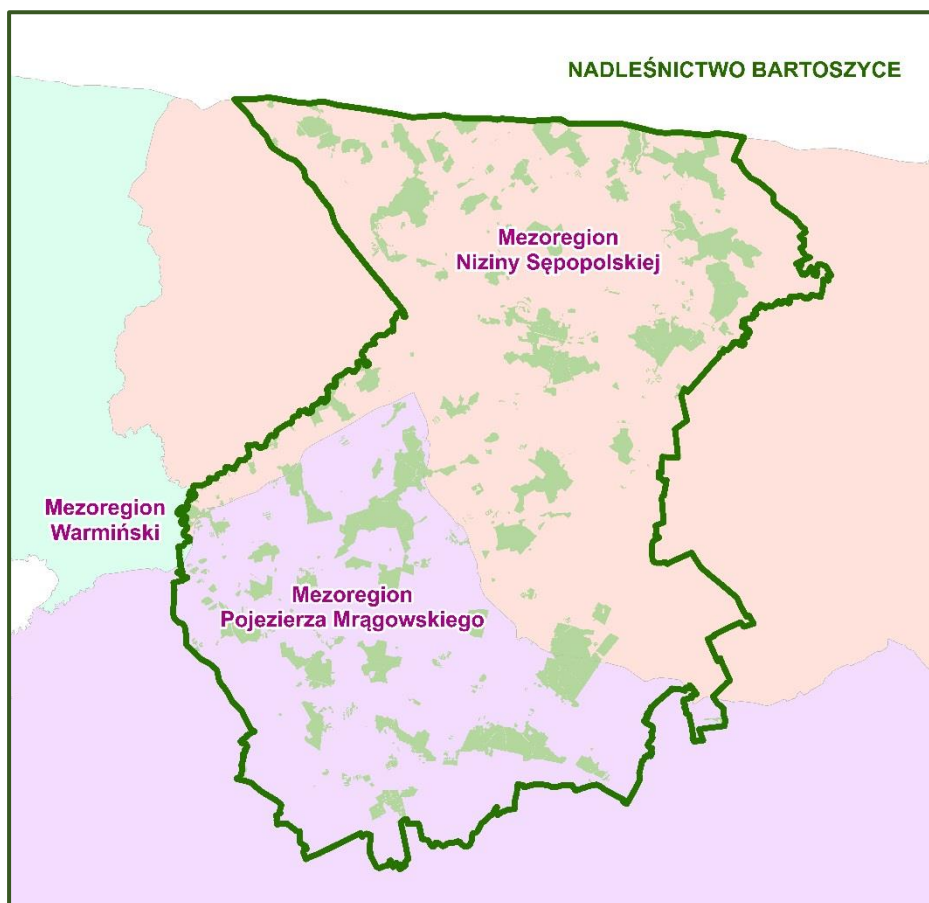 NADLEŚNICTWO BARTOSZYCE
Mezoregion
Niziny Sępopolskiej
Mezoregion
Warmiński
Mezoregion
Pojezierza Mrągowskiego